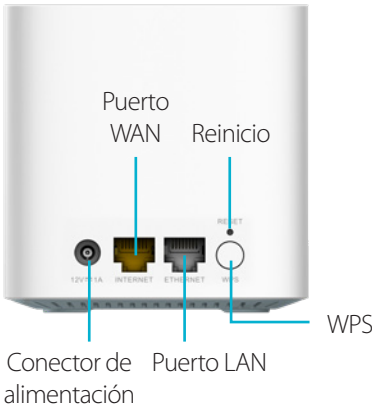 Puerto
WAN
Reinicio
RESET
12V⎓1A
INTERNET
ETHERNET
WPS
WPS
Conector de
alimentación
Puerto LAN